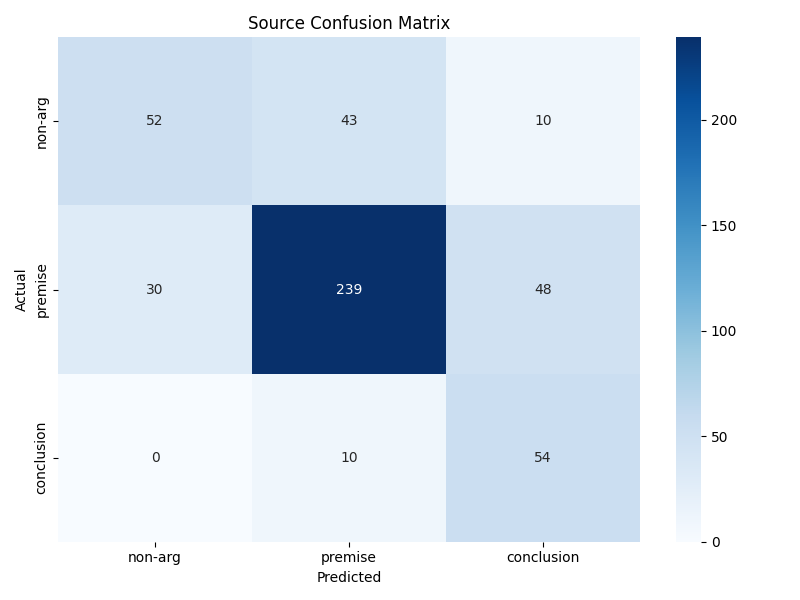 Source Confusion Matrix
Actual
non-arg
52 43 10
premise
30 239 48
conclusion
0 10 54
non-arg premise conclusion
Predicted
200
150
100
50
0